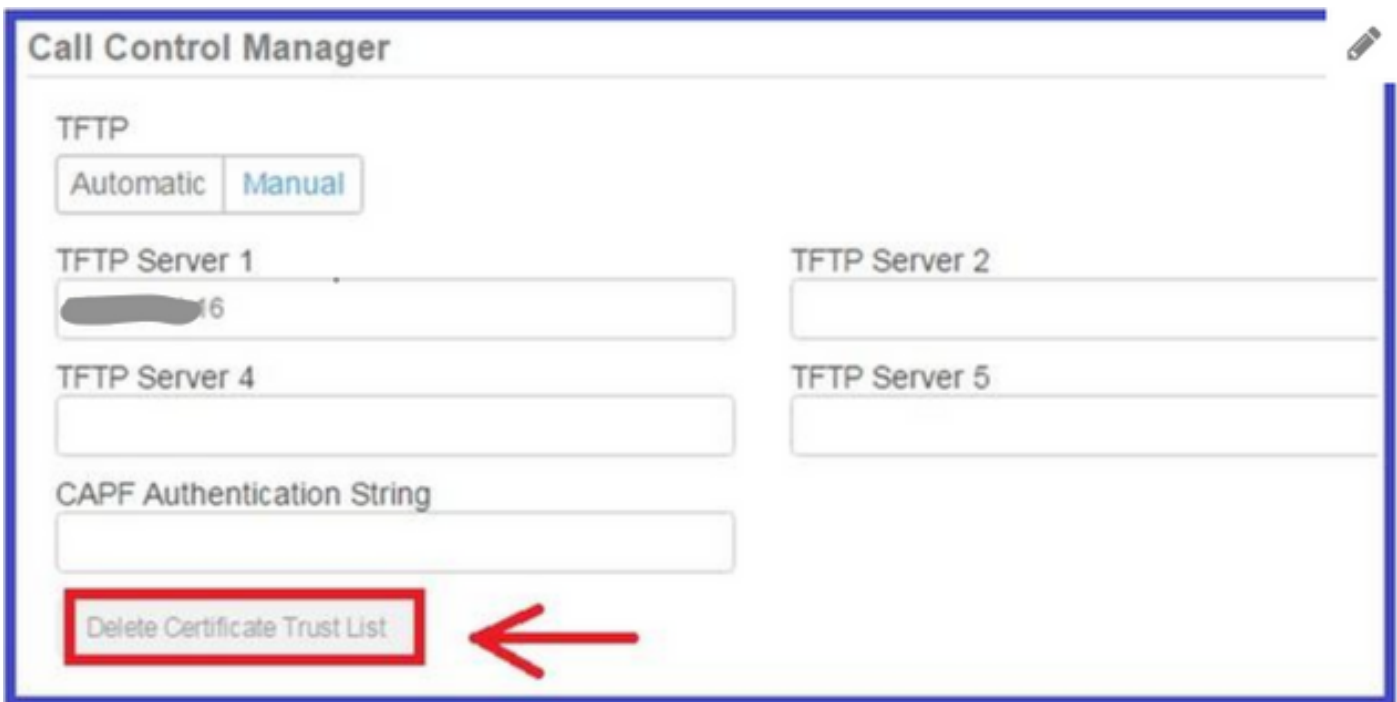 Call Control Manager
TFTP
Automatic Manual
TFTP Server 1 TFTP Server 2
16
TFTP Server 4 TFTP Server 5
CAPF Authentication String
Delete Certificate Trust List